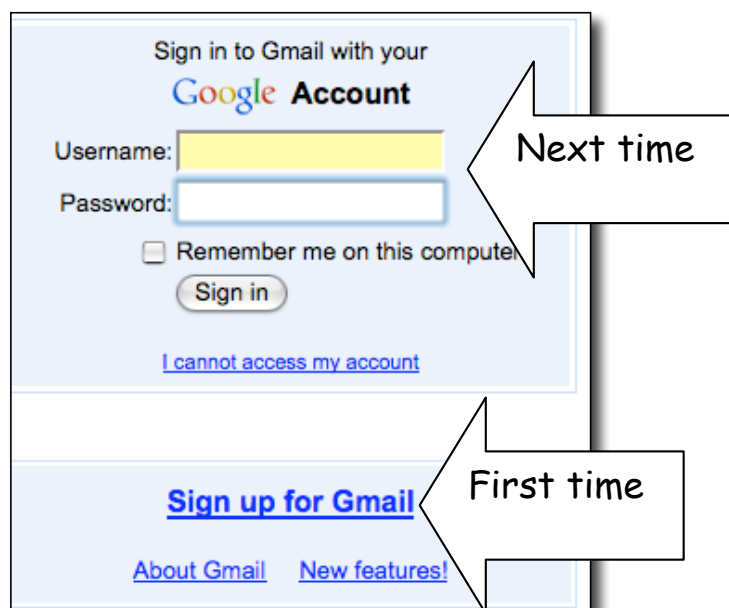 Sign in to Gmail with your
Google Account
Username:
Password:
Next time
Remember me on this computer
Sign in
I cannot access my account
Sign up for Gmail
First time
About Gmail New features!